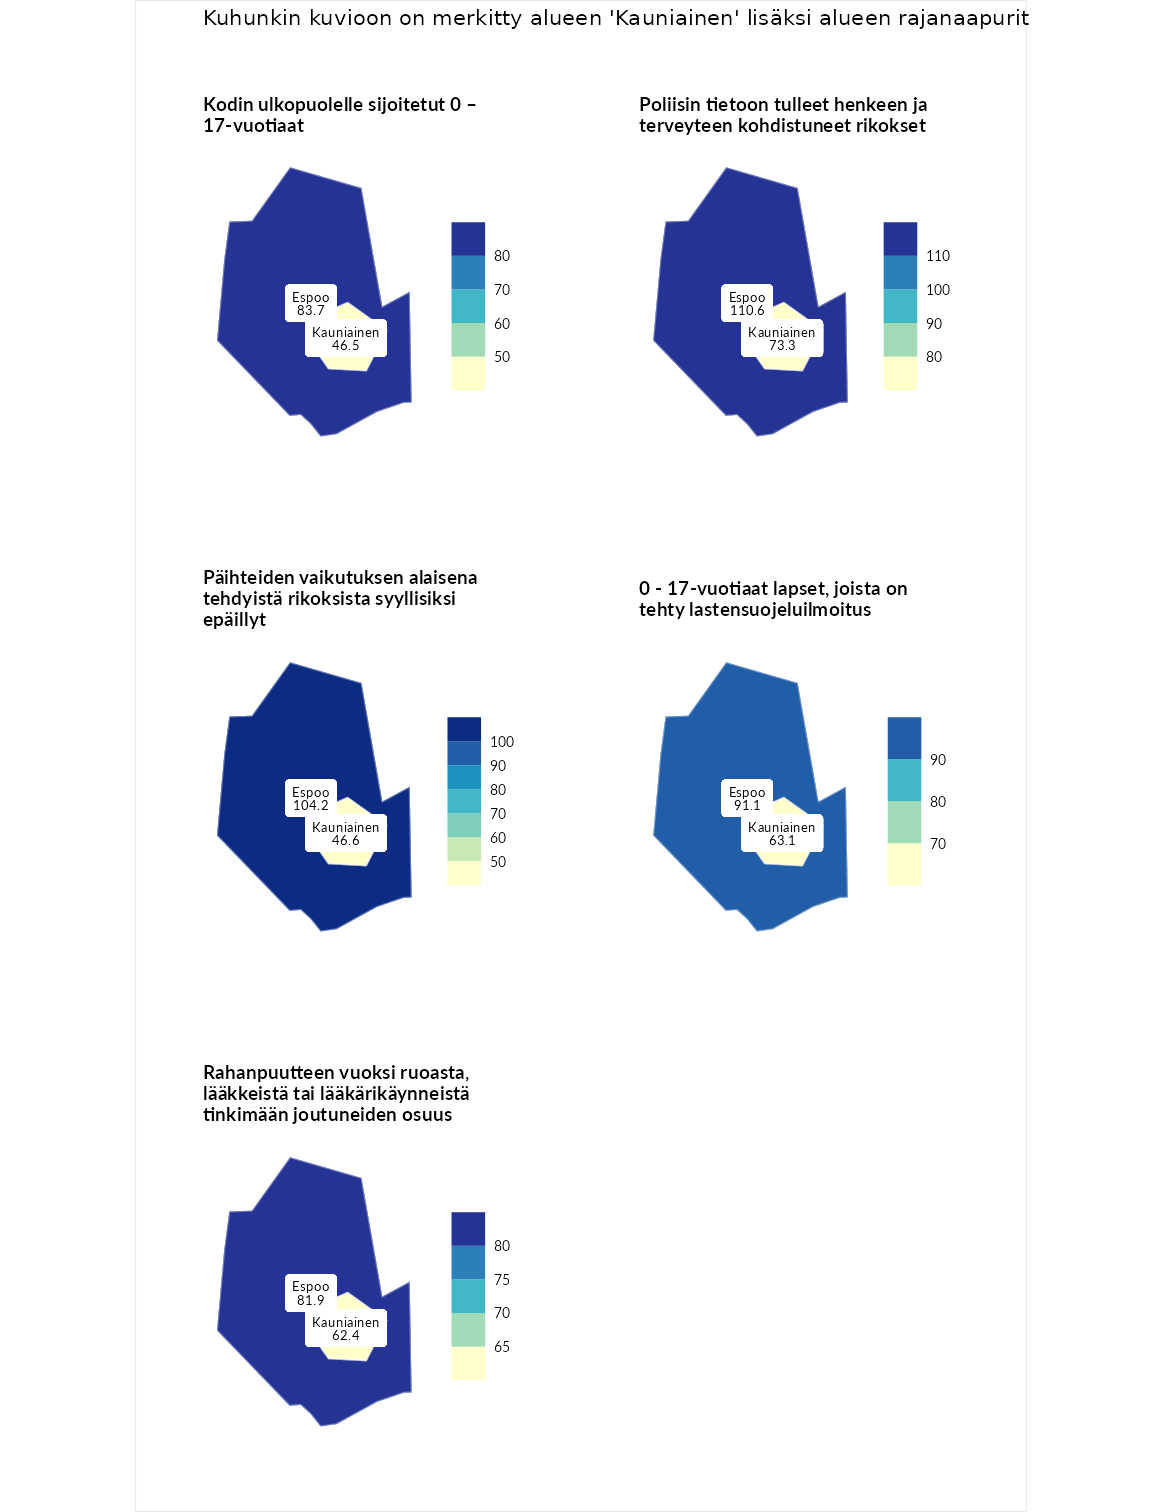 Kuhunkin kuvioon on merkitty alueen 'Kauniainen' lisäksi alueen rajanaapurit
Kodin ulkopuolelle sijoitetut 0 –
17-vuotiaat
Espoo
83.7
Kauniainen
46.5
80
70
60
50
Poliisin tietoon tulleet henkeen ja
terveyteen kohdistuneet rikokset
Espoo
110.6
Kauniainen
73.3
110
100
90
80
Päihteiden vaikutuksen alaisena
tehdyistä rikoksista syyllisiksi
epäillyt
Espoo
104.2
Kauniainen
46.6
100
90
80
70
60
50
0 - 17-vuotiaat lapset, joista on
tehty lastensuojeluilmoitus
Espoo
91.1
Kauniainen
63.1
90
80
70
Rahanpuutteen vuoksi ruoasta,
lääkkeistä tai lääkärikäynneistä
tinkimään joutuneiden osuus
Espoo
81.9
Kauniainen
62.4
80
75
70
65